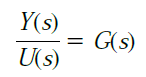 Y(s)/U(s) = G(s)